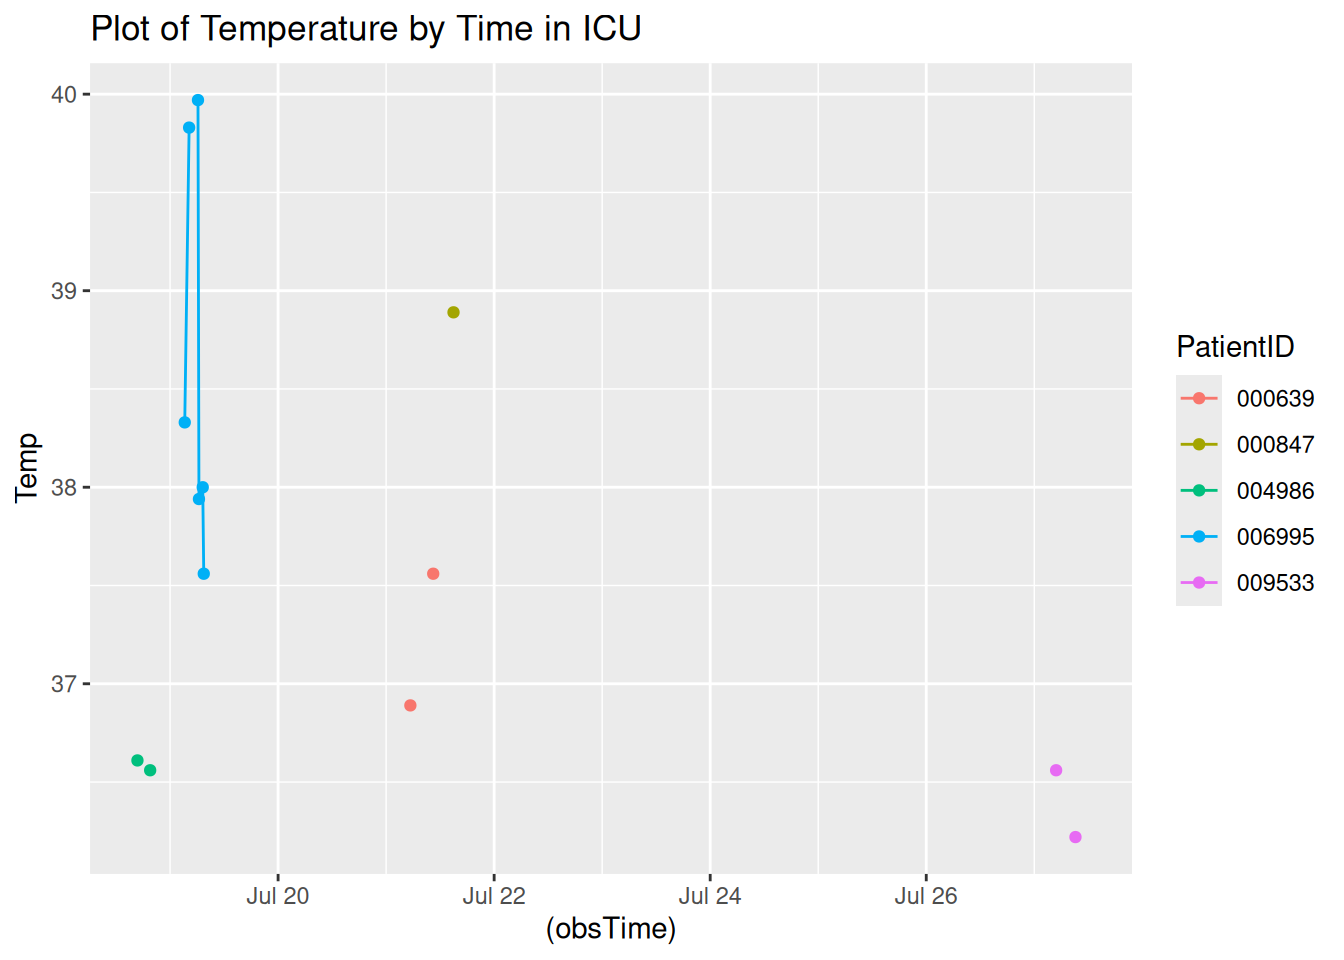 Plot of Temperature by Time in ICU
40
39
38
37
Temp
Jul 20
Jul 22
Jul 24
Jul 26
(obsTime)
PatientID
000639
000847
004986
006995
009533